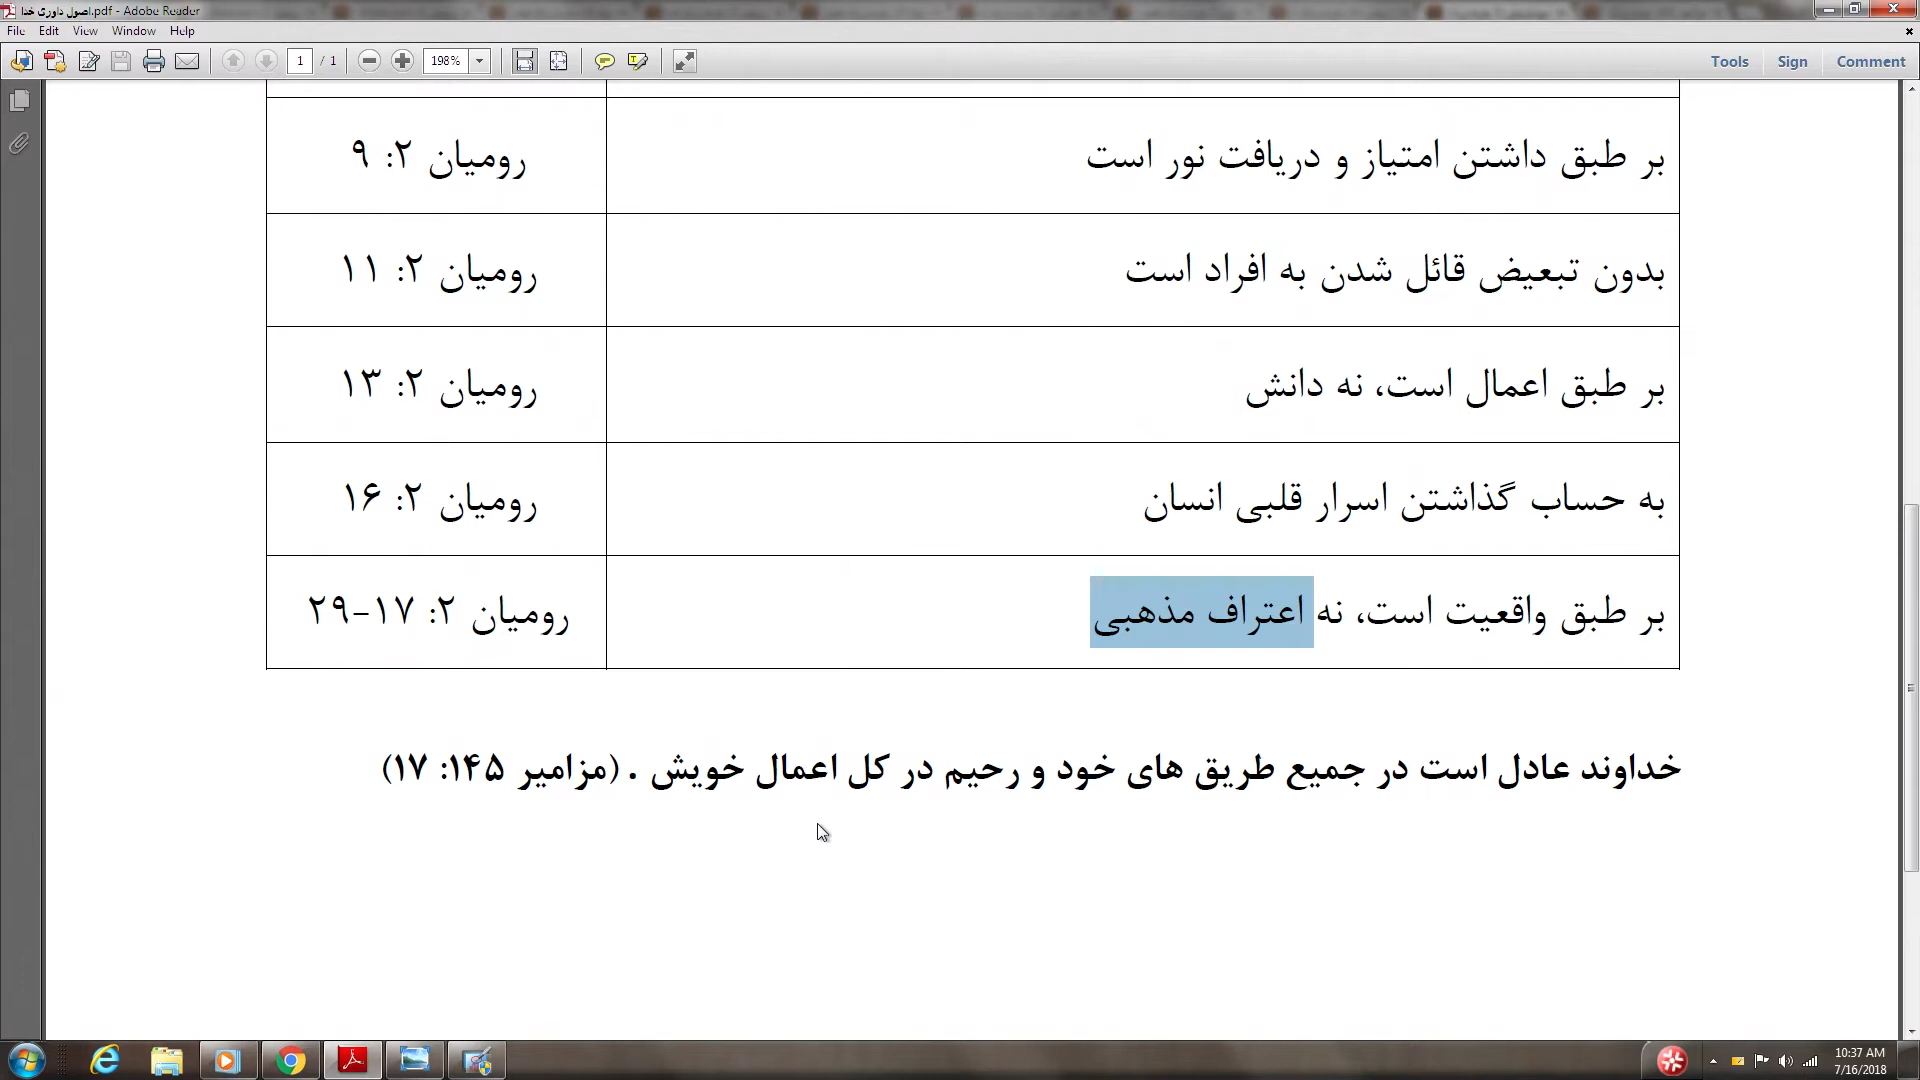 اصول داوری خدا.pdf - Adobe Reader
File Edit View Window Help
1 / 1 198% Tools Sign Comment
بر طبق داشتن امتیاز و دریافت نور است رومیان ۲: ۹
بدون تبعیض قائل شدن به افراد است رومیان ۲: ۱۱
بر طبق اعمال است، نه دانش رومیان ۲: ۱۳
به حساب گذاشتن اسرار قلبی انسان رومیان ۲: ۱۶
بر طبق واقعیت است، نه اعتراف مذهبی رومیان ۲: ۱۷-۲۹
خداوند عادل است در جمیع طریق های خود و رحیم در کل اعمال خویش . (مزامیر ۱۴۵: ۱۷)
10:37 AM
7/16/2018